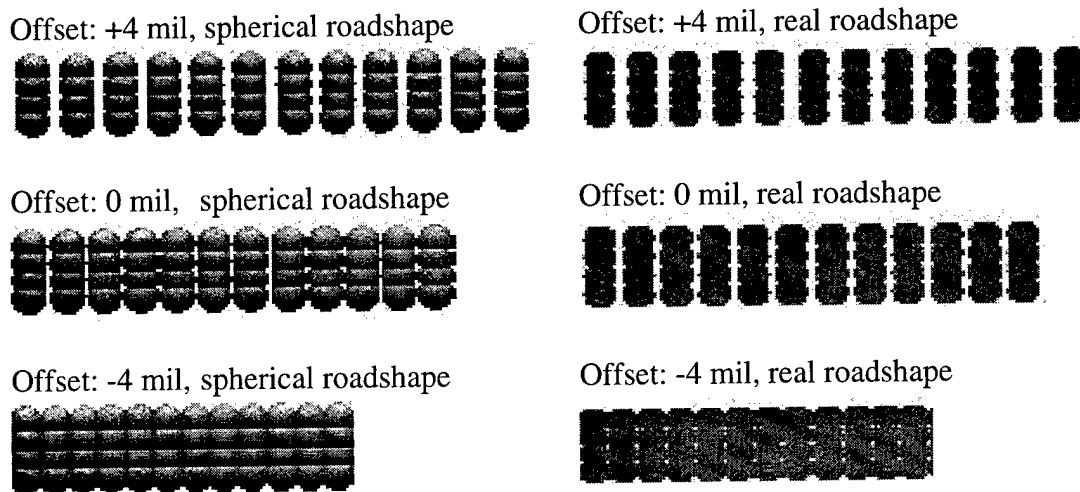 Offset: +4 mil, spherical roadshape
Offset: +4 mil, real roadshape
Offset: 0 mil, spherical roadshape
Offset: 0 mil, real roadshape
Offset: -4 mil, spherical roadshape
Offset: -4 mil, real roadshape